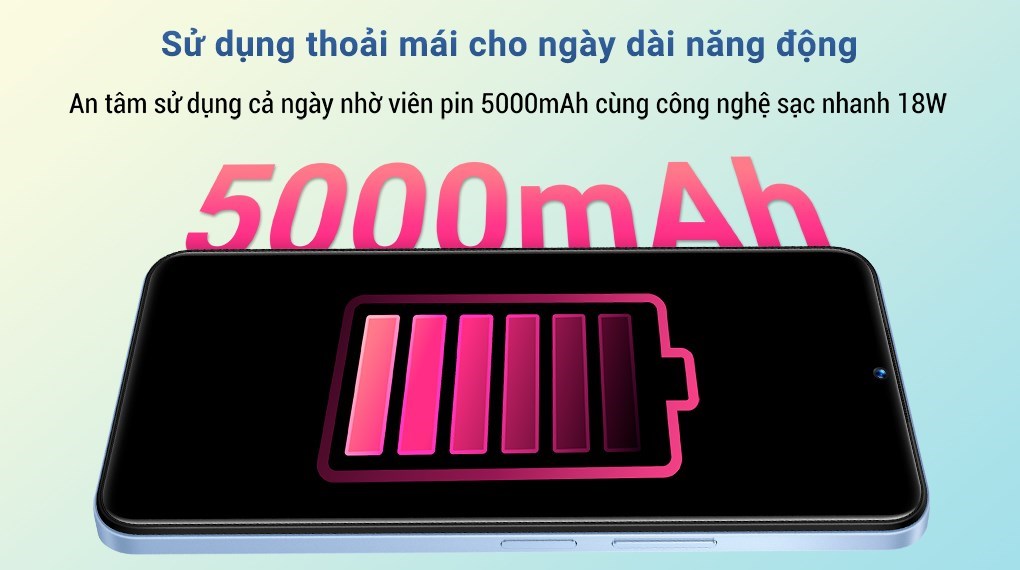 Sử dụng thoải mái cho ngày dài năng động
An tâm sử dụng cả ngày nhờ viên pin 5000mAh cùng công nghệ sạc nhanh 18W
5000mAh